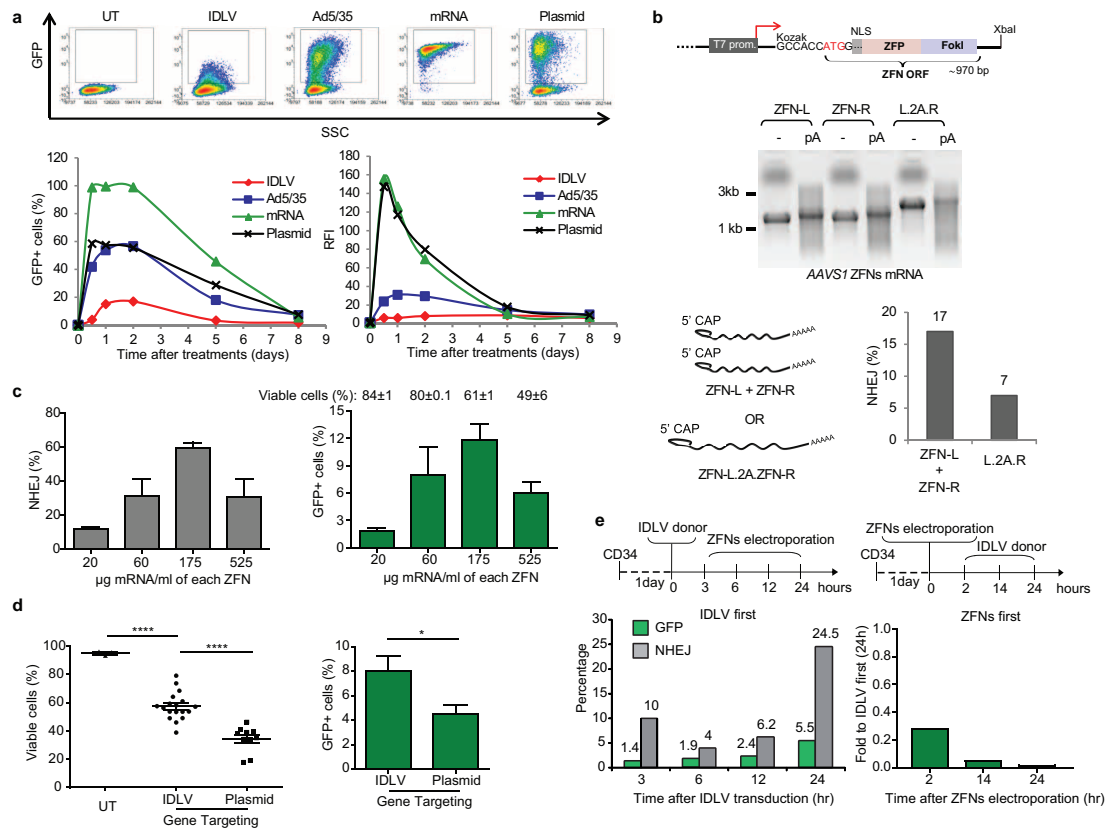 a
UT
IDLV
Ad5/35
mRNA
Plasmid
GFP
SSC
120
100
80
60
40
20
0
GFP+ cells (%)
IDLV
Ad5/35
mRNA
Plasmid
0 1 2 3 4 5 6 7 8 9
Time after treatments (days)
180
160
140
120
100
80
60
40
20
0
RFI
IDLV
Ad5/35
mRNA
Plasmid
0 1 2 3 4 5 6 7 8 9
Time after treatments (days)
b
T7 prom.
Kozak
GCCACCATGG
NLS
...
ZFP
FokI
XbaI
ZFN ORF
~970 bp
ZFN-L ZFN-R L.2A.R
- pA - pA - pA
3kb
1 kb
AAVS1 ZFNs mRNA
5' CAP
AAAAA
5' CAP
AAAAA
ZFN-L + ZFN-R
OR
5' CAP
AAAAA
ZFN-L.2A.ZFN-R
20
15
10
5
0
NHEJ (%)
17
7
ZFN-L
+
ZFN-R
L.2A.R
c
80
60
40
20
0
NHEJ (%)
20 60 175 525
µg mRNA/ml of each ZFN
Viable cells (%): 84±1 80±0.1 61±1 49±6
15
12
9
6
3
0
GFP+ cells (%)
20 60 175 525
µg mRNA/ml of each ZFN
d
100
80
60
40
20
0
Viable cells (%)
****
****
UT
IDLV
Plasmid
Gene Targeting
10
8
6
4
2
0
GFP+ cells (%)
*
IDLV
Plasmid
Gene Targeting
e
IDLV donor
ZFNs electroporation
CD34
1day
0 3 6 12 24 hours
IDLV first
ZFNs electroporation
IDLV donor
CD34
1day
0 2 14 24 hours
ZFNs first
GFP
NHEJ
30
25
20
15
10
5
0
Percentage
1.4
10
1.9
4
2.4
6.2
5.5
24.5
3 6 12 24
Time after IDLV transduction (hr)
1.0
0.8
0.6
0.4
0.2
0.0
Fold to IDLV first (24h)
2 14 24
Time after ZFNs electroporation (hr)